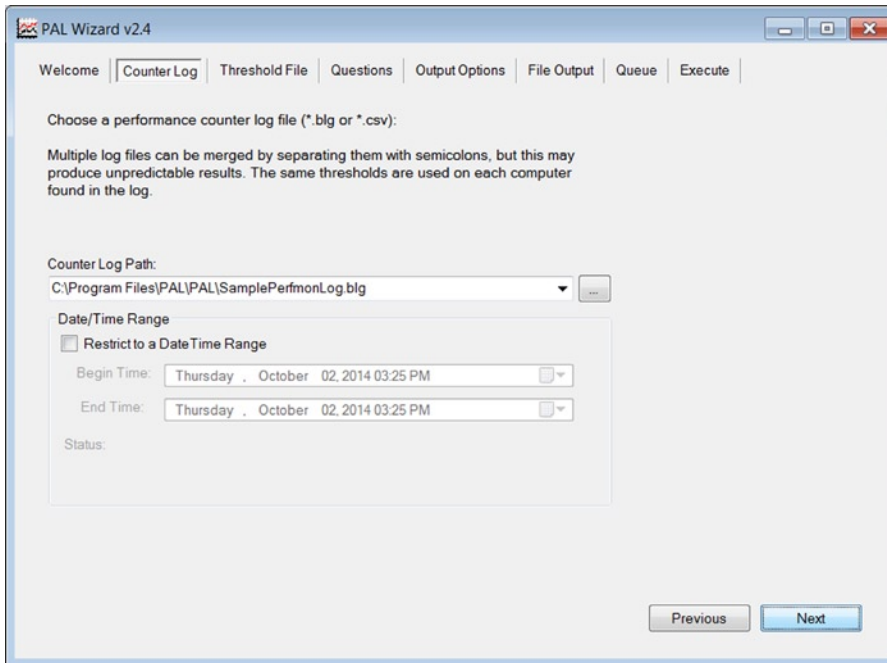 PAL Wizard v2.4
Welcome Counter Log Threshold File Questions Output Options File Output Queue Execute
Choose a performance counter log file (*.blg or *.csv):
Multiple log files can be merged by separating them with semicolons, but this may
produce unpredictable results. The same thresholds are used on each computer
found in the log.
Counter Log Path:
C:\Program Files\PAL\PAL\SamplePerfmonLog.blg ...
Date/Time Range
Restrict to a DateTime Range
Begin Time: Thursday , October 02, 2014 03:25 PM
End Time: Thursday , October 02, 2014 03:25 PM
Status:
Previous Next